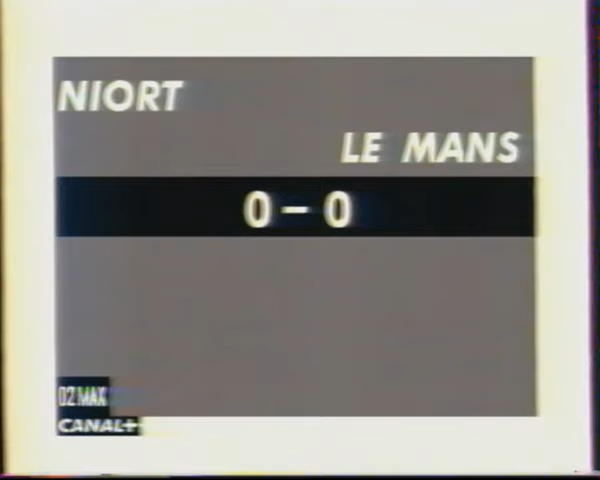 NIORT
LE MANS
0 - 0
02 MAX
CANAL+